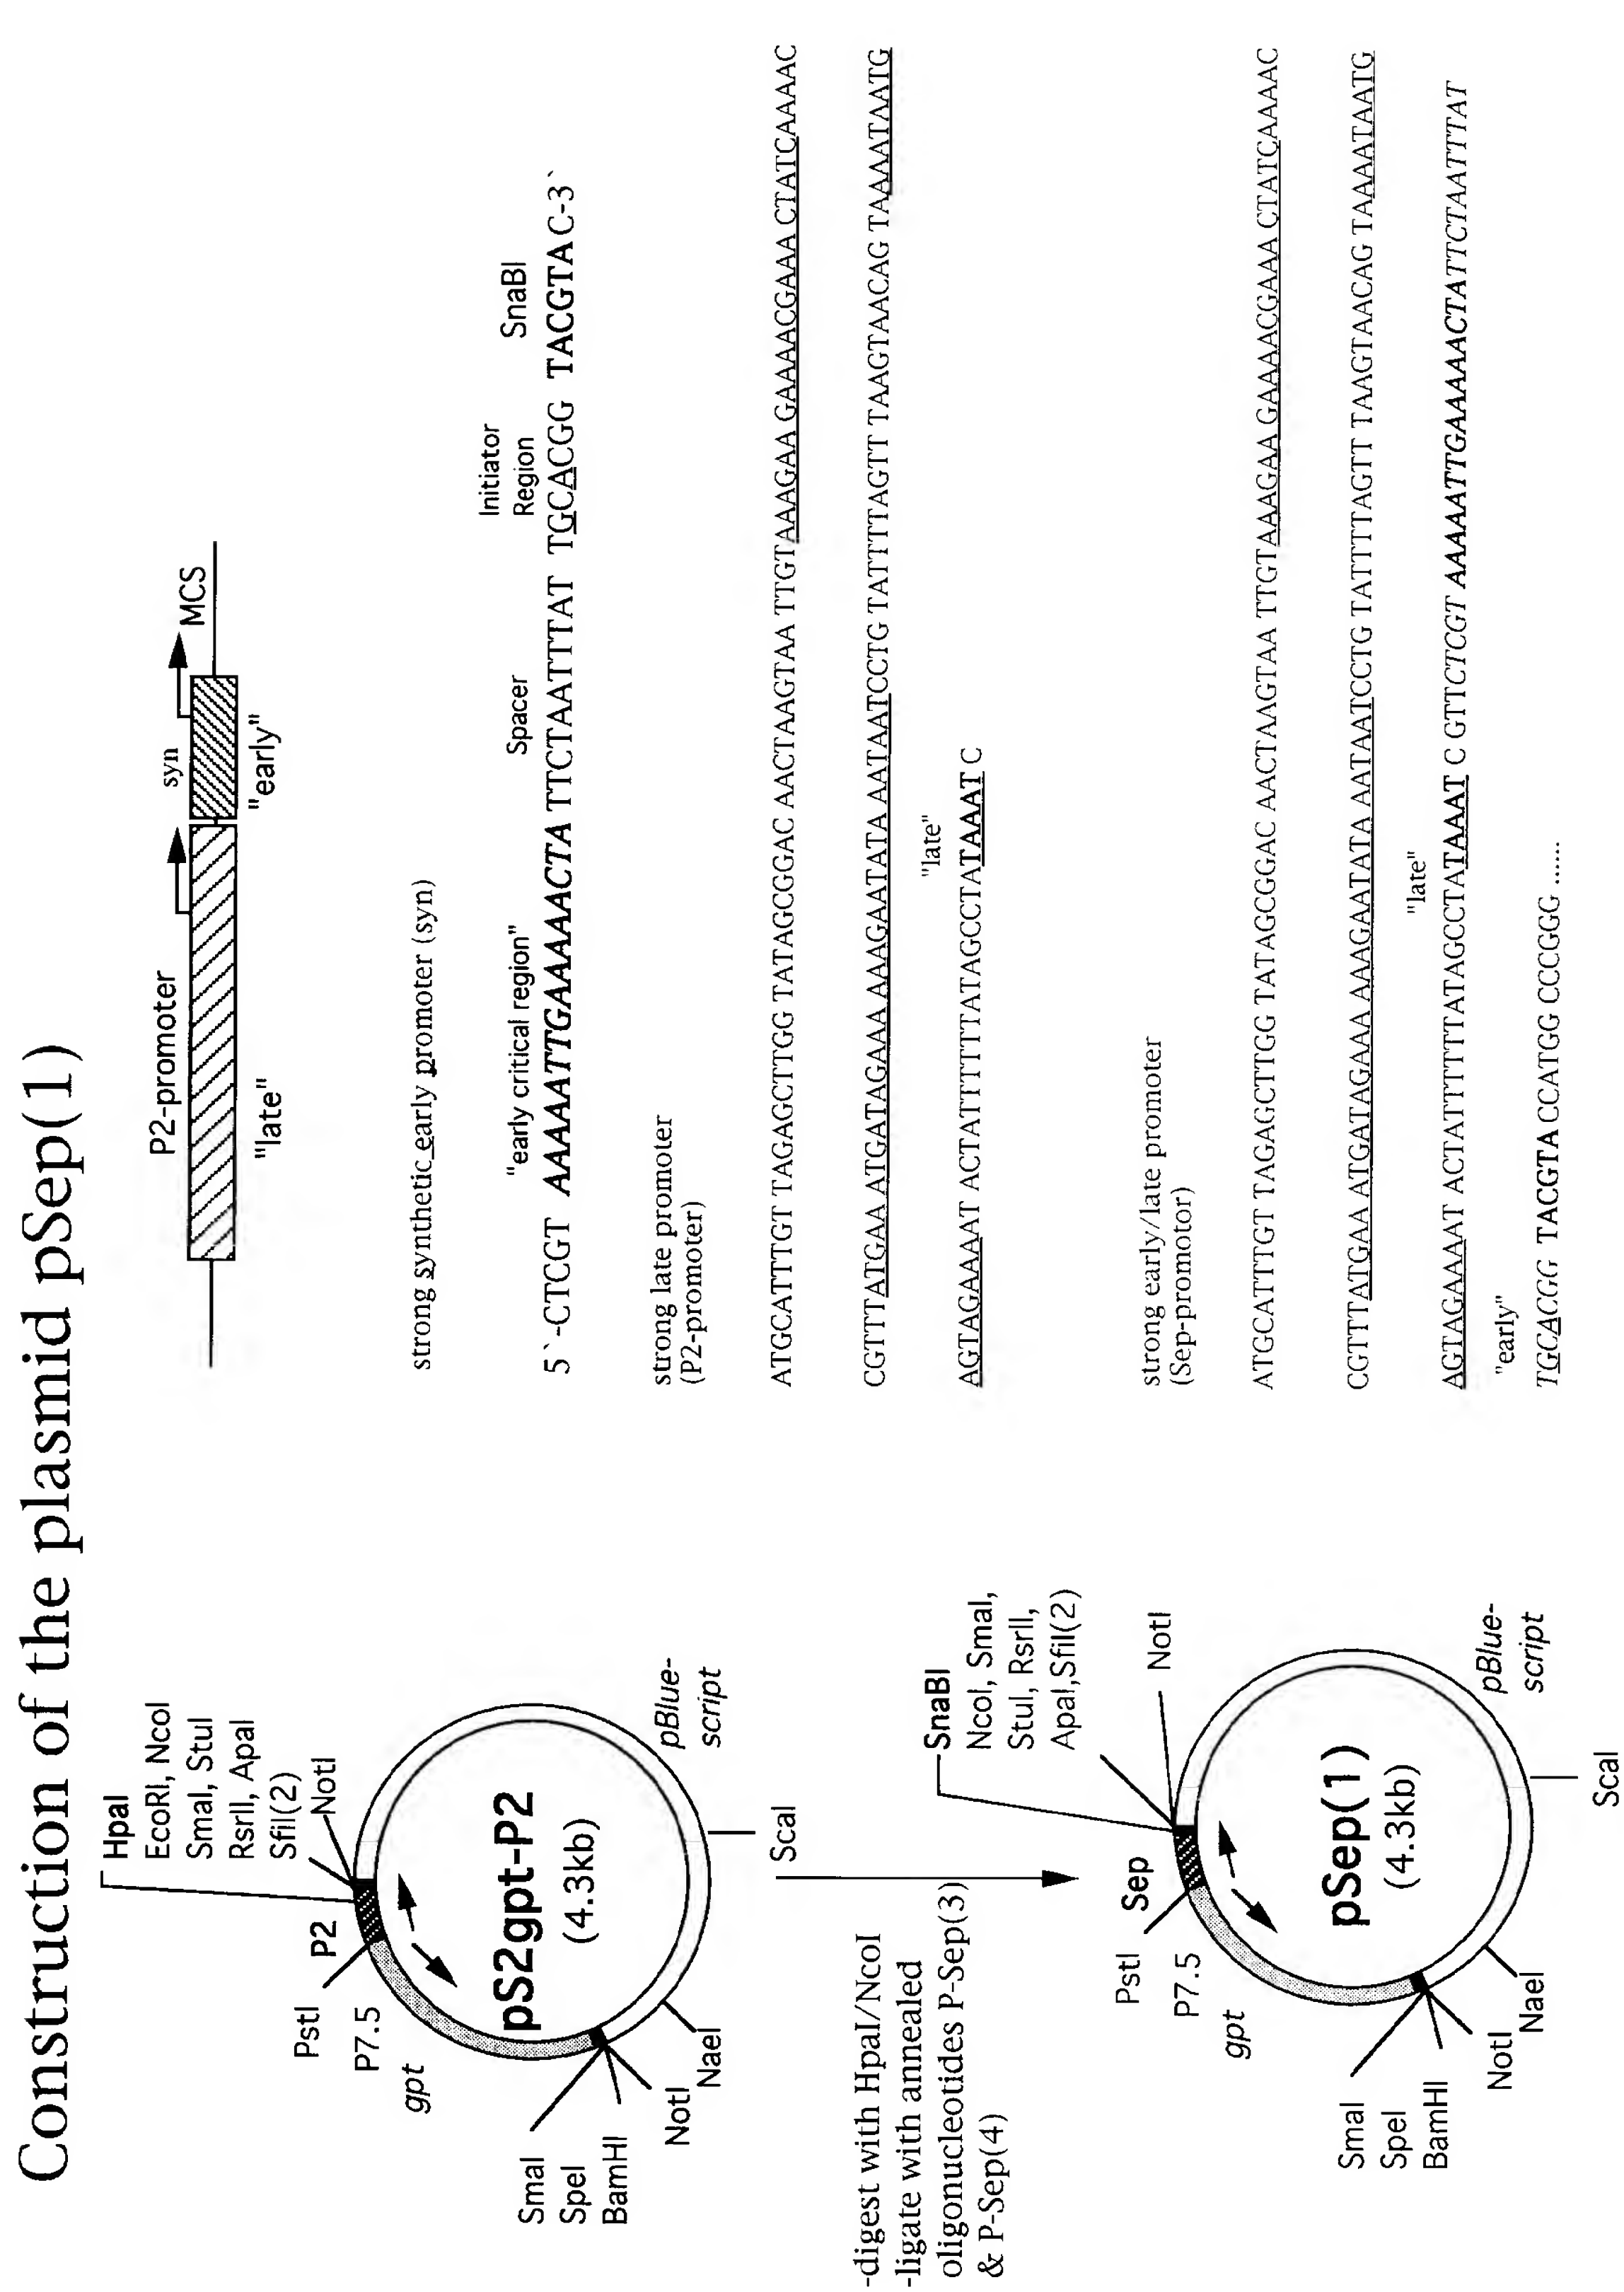 Construction of the plasmid pSep(1)
HpaI
EcoRI, NcoI
SmaI, StuI
RsrII, ApaI
SfiI(2)
NotI
P2
PstI
P7.5
gpt
pS2gpt-P2
(4.3kb)
pBlue-
script
SmaI
SpeI
BamHI
NotI
NaeI
ScaI
-digest with HpaI/NcoI
-ligate with annealed
oligonucleotides P-Sep(3)
& P-Sep(4)
SnaBI
NcoI, SmaI,
StuI, RsrII,
ApaI,SfiI(2)
NotI
Sep
PstI
P7.5
gpt
pSep(1)
(4.3kb)
pBlue-
script
SmaI
SpeI
BamHI
NotI
NaeI
ScaI
P2-promoter
syn
MCS
"late"
"early"
strong synthetic early promoter (syn)
"early critical region"
Spacer
Initiator
Region
SnaBI
5`-CTCGT AAAAATTGAAAAACTA TTCTAATTTAT TGCACGG TACGTAC-3`
strong late promoter
(P2-promoter)
ATGCATTTGT TAGAGCTTGG TATAGCGGAC AACTAAGTAA TTGTAAAGAA GAAAACGAAA CTATCAAAAC
CGTTTATGAA ATGATAGAAA AAAGAATATA AATAATCCTG TATTTTAGTT TAAGTAACAG TAAAATAATG
AGTAGAAAAT ACTATTTTTTATAGCCTATAAAT C
"late"
strong early/late promoter
(Sep-promotor)
ATGCATTTGT TAGAGCTTGG TATAGCGGAC AACTAAGTAA TTGTAAAGAA GAAAACGAAA CTATCAAAAC
CGTTTATGAA ATGATAGAAA AAAGAATATA AATAATCCTG TATTTTAGTT TAAGTAACAG TAAAATAATG
"late"
AGTAGAAAAT ACTATTTTTTATAGCCTATAAAT C GTTCTCGT AAAAATTGAAAAACTATTCTAATTTAT
"early"
TGCACGG TACGTA CCATGG CCCGGG .....